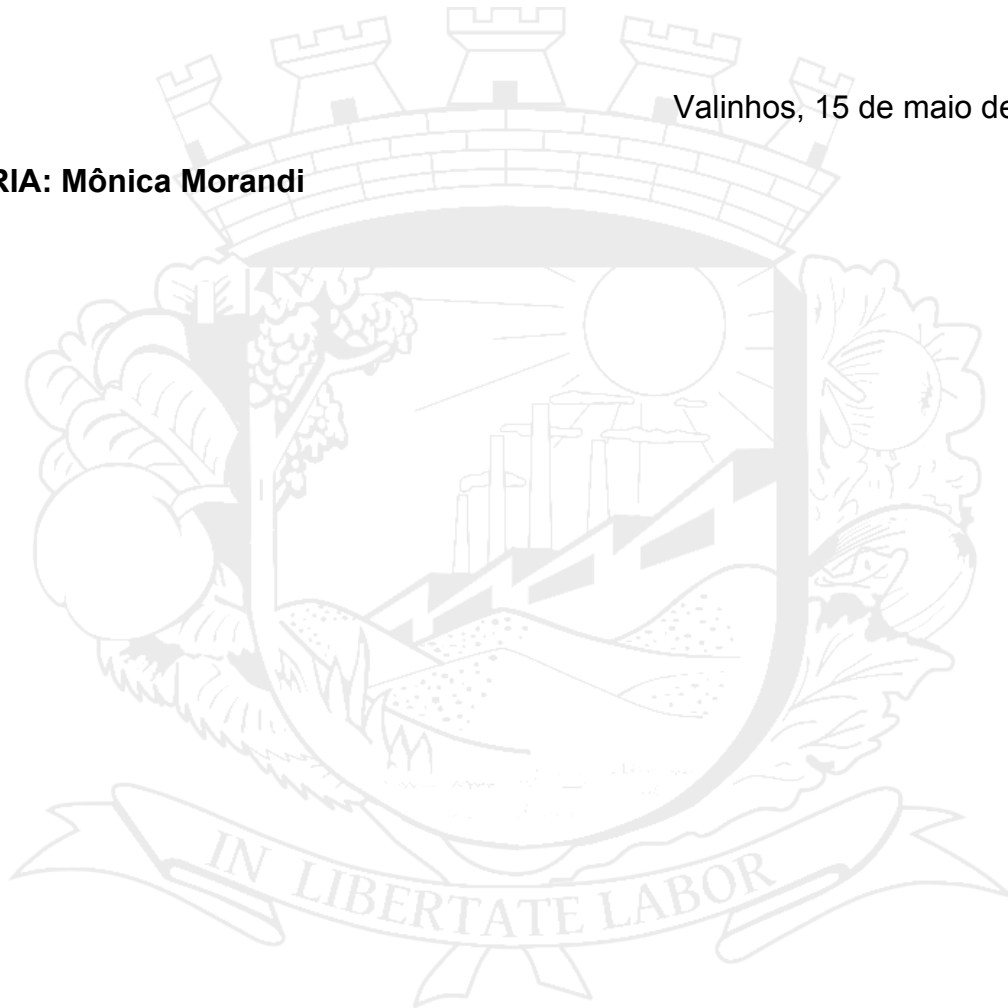 Valinhos, 15 de maio de
RIA: Mônica Morandi
IN LIBERTATE LABOR